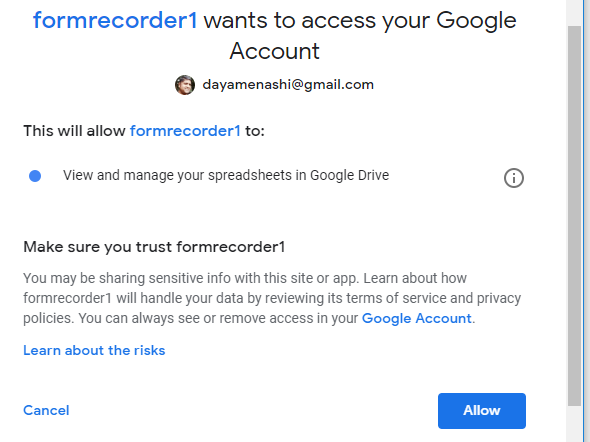 formrecorder1 wants to access your Google
Account
dayamenashi@gmail.com
This will allow formrecorder1 to:
View and manage your spreadsheets in Google Drive
Make sure you trust formrecorder1
You may be sharing sensitive info with this site or app. Learn about how
formrecorder1 will handle your data by reviewing its terms of service and privacy
policies. You can always see or remove access in your Google Account.
Learn about the risks
Cancel
Allow